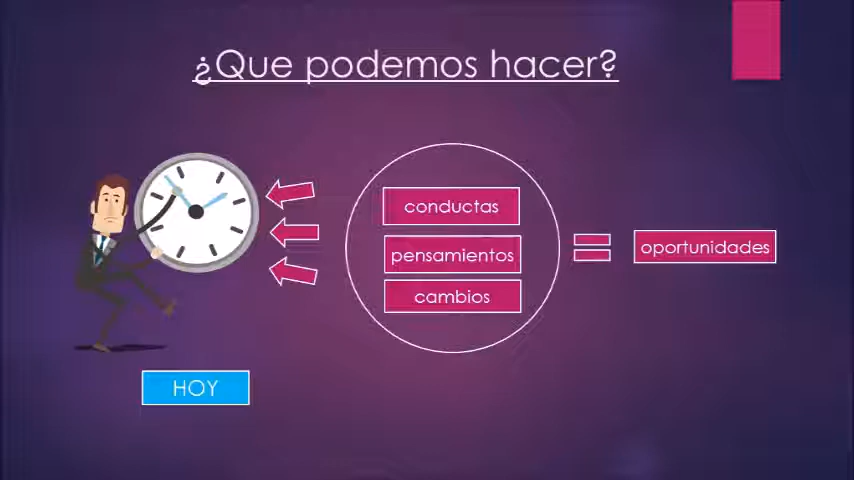 ¿Que podemos hacer?
conductas
pensamientos
cambios
oportunidades
HOY